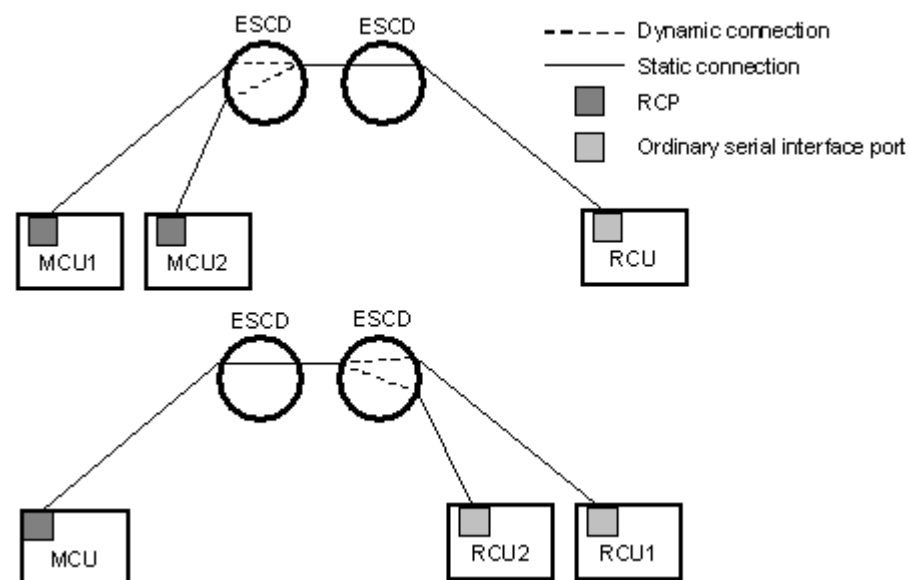 ESCD
ESCD
Dynamic connection
Static connection
RCP
Ordinary serial interface port
MCU1
MCU2
RCU
ESCD
ESCD
MCU
RCU2
RCU1